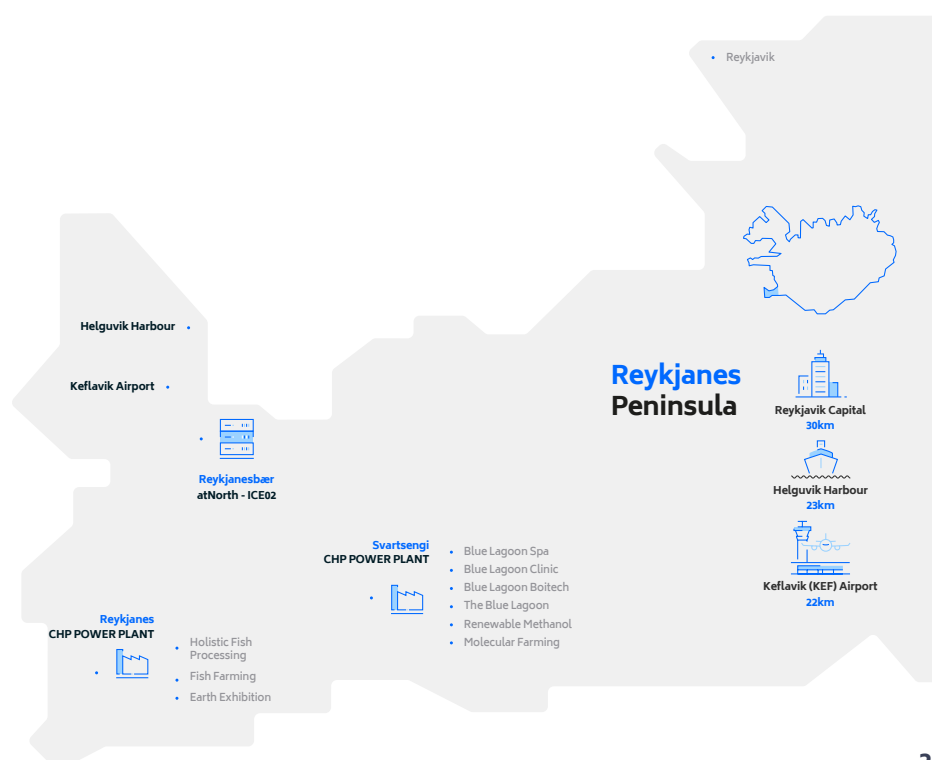 Reykjavik
Helguvik Harbour
Keflavik Airport
Reykjanesbær
atNorth - ICE02
Reykjanes
Peninsula
Reykjavik Capital
30km
Helguvik Harbour
23km
Keflavik (KEF) Airport
22km
Svartsengi
CHP POWER PLANT
Blue Lagoon Spa
Blue Lagoon Clinic
Blue Lagoon Boitech
The Blue Lagoon
Renewable Methanol
Molecular Farming
Reykjanes
CHP POWER PLANT
Holistic Fish
Processing
Fish Farming
Earth Exhibition